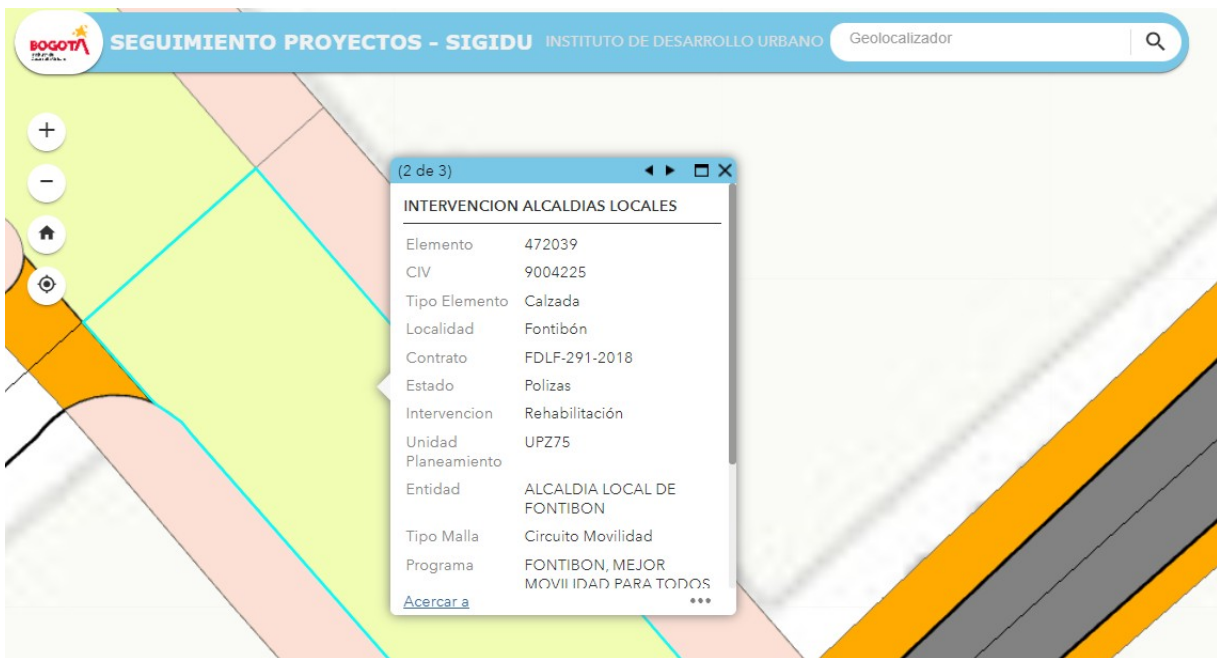 BOGOTÁ
SEGUIMIENTO PROYECTOS - SIGIDU INSTITUTO DE DESARROLLO URBANO
Geolocalizador
(2 de 3)
INTERVENCION ALCALDIAS LOCALES
Elemento 472039
CIV 9004225
Tipo Elemento Calzada
Localidad Fontibón
Contrato FDLF-291-2018
Estado Polizas
Intervencion Rehabilitación
Unidad Planeamiento UPZ75
Entidad ALCALDIA LOCAL DE
FONTIBON
Tipo Malla Circuito Movilidad
Programa FONTIBON, MEJOR
MOVILIDAD PARA TODOS
Acercar a